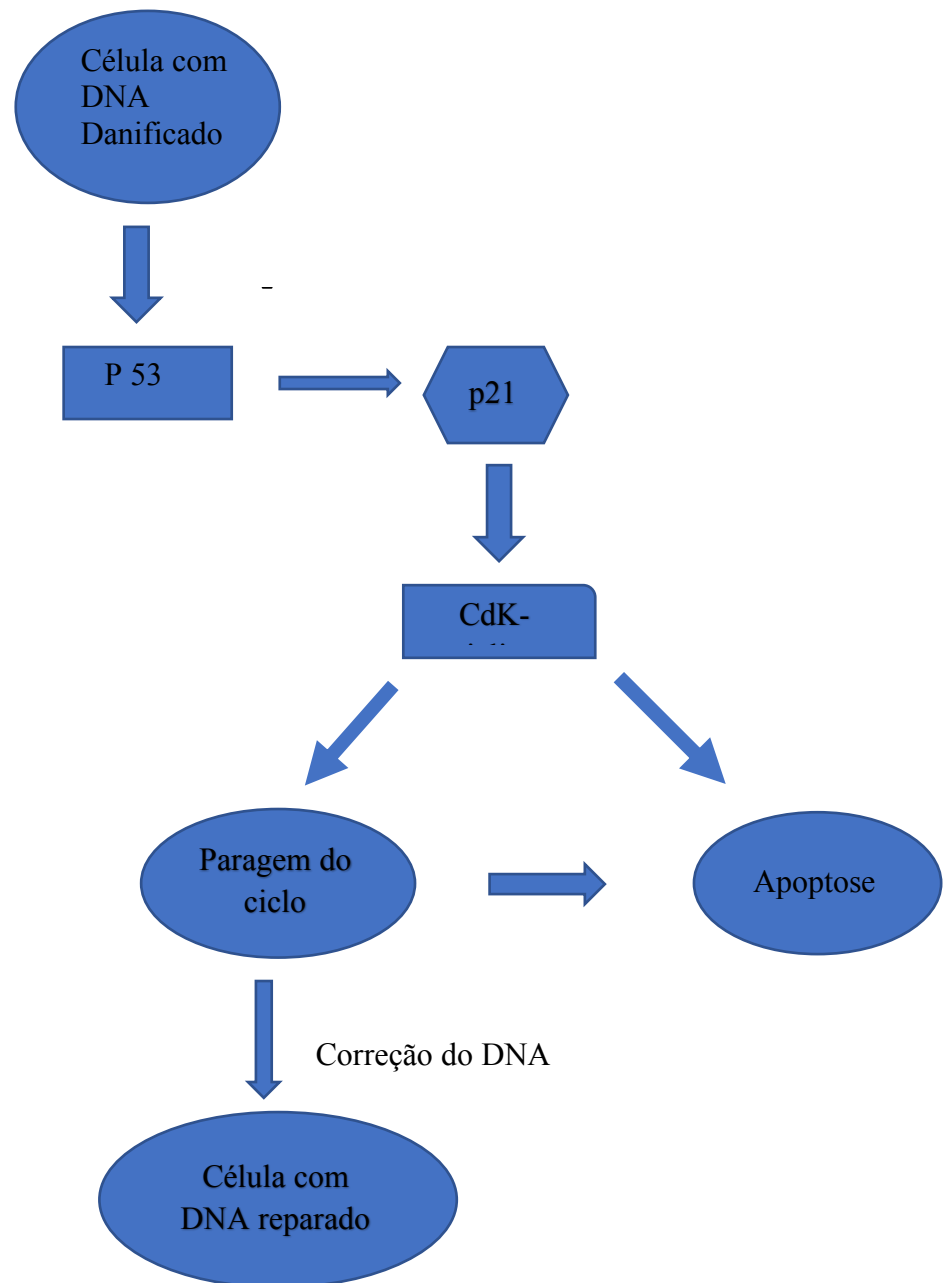 Célula com
DNA
Danificado
P 53
p21
CdK-
Paragem do
ciclo
Apoptose
Correção do DNA
Célula com
DNA reparado